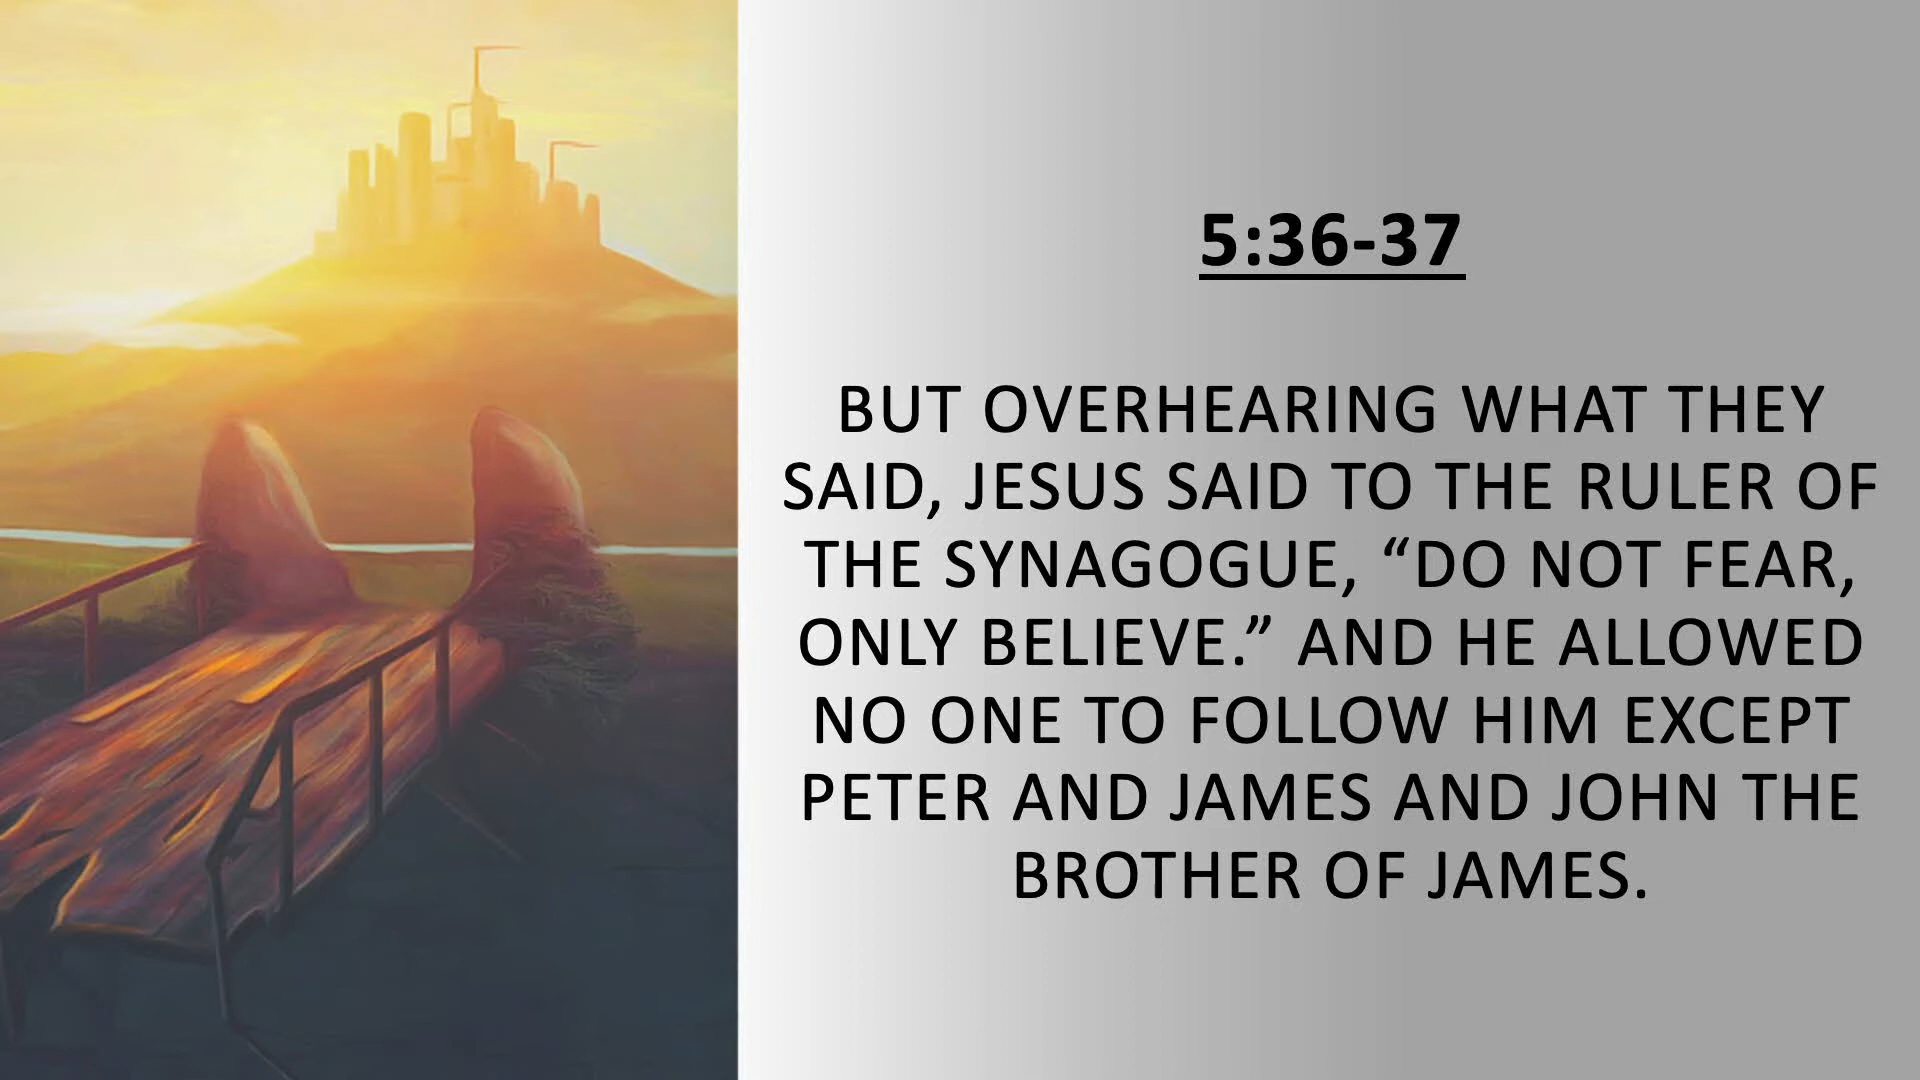 5:36-37
BUT OVERHEARING WHAT THEY
SAID, JESUS SAID TO THE RULER OF
THE SYNAGOGUE, “DO NOT FEAR,
ONLY BELIEVE.” AND HE ALLOWED
NO ONE TO FOLLOW HIM EXCEPT
PETER AND JAMES AND JOHN THE
BROTHER OF JAMES.